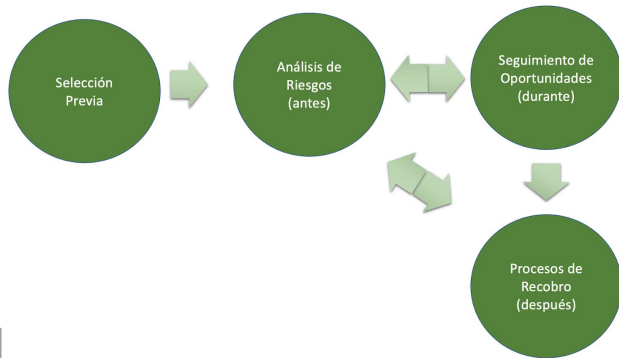 Selección
Previa
Análisis de
Riesgos
(antes)
Seguimiento de
Oportunidades
(durante)
Procesos de
Recobro
(después)